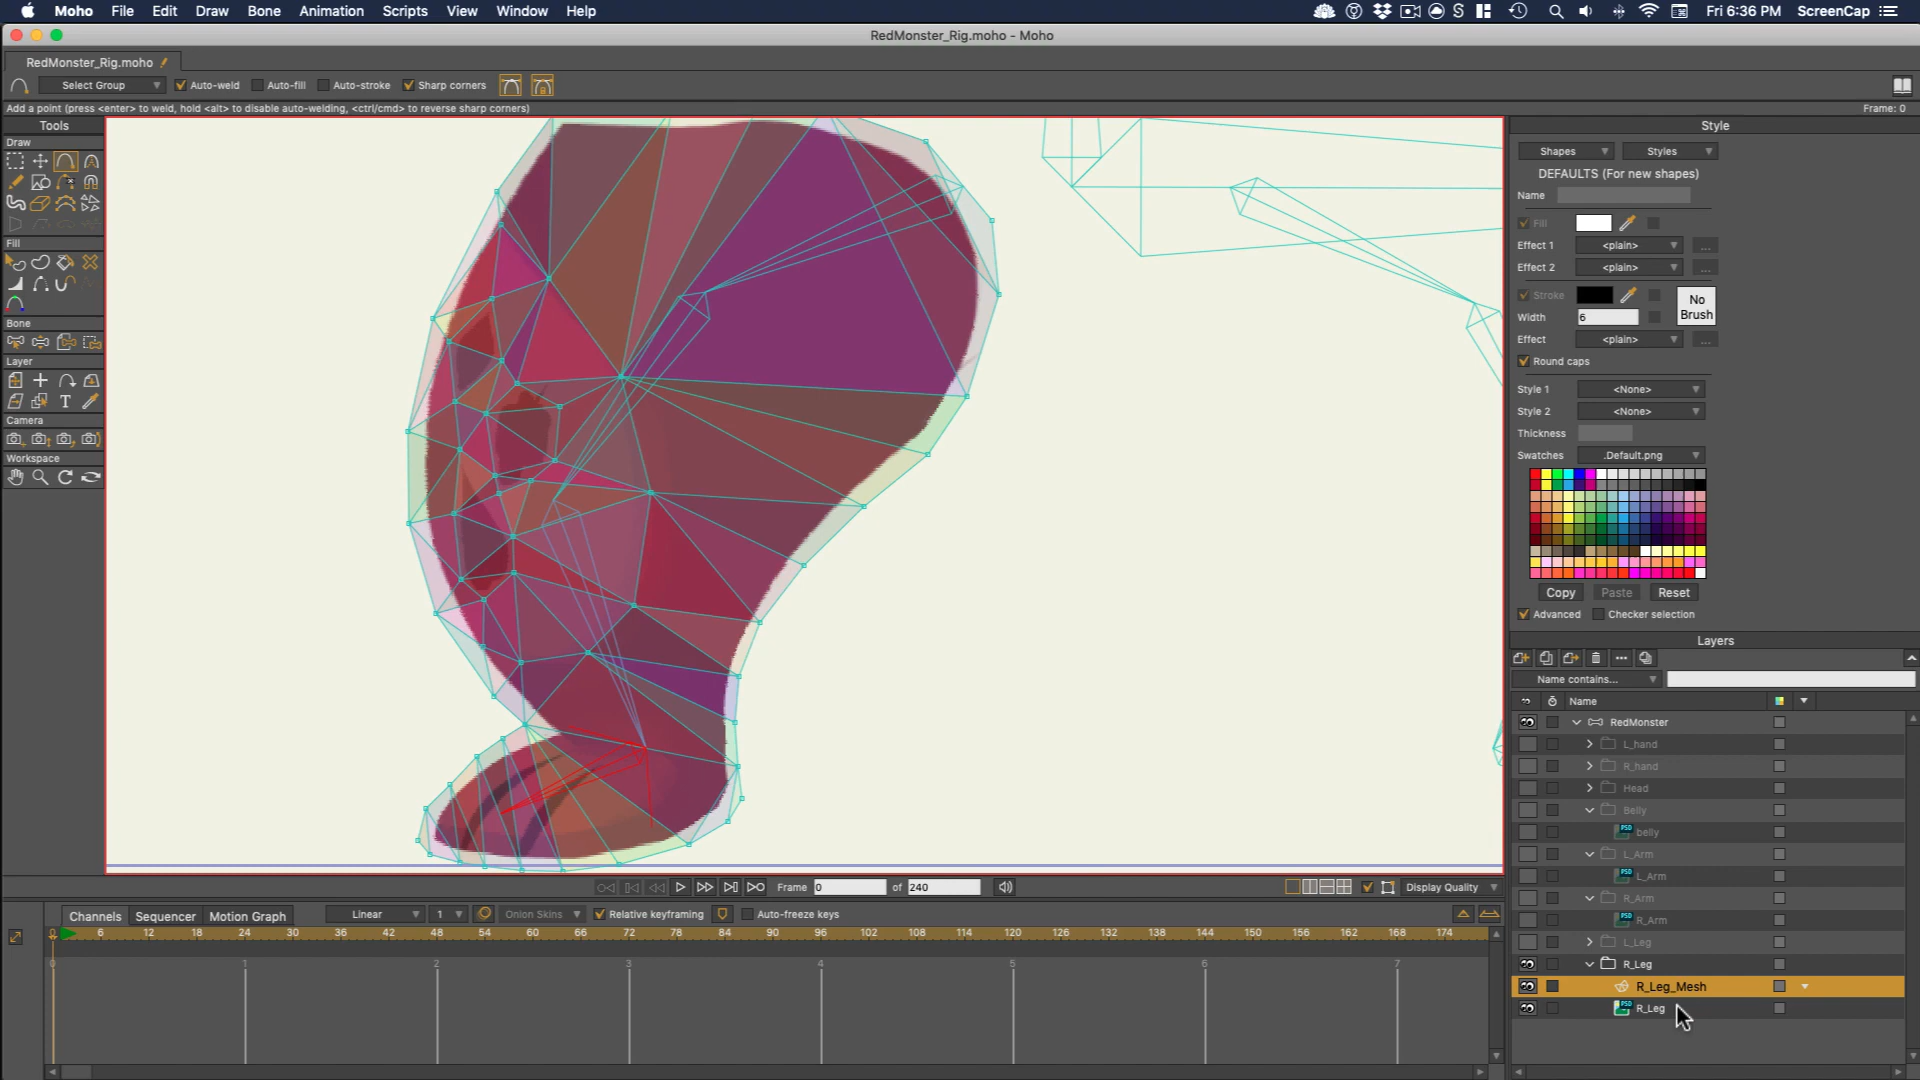 Moho File Edit Draw Bone Animation Scripts View Window Help Fri 6:36 PM ScreenCap
RedMonster_Rig.moho - Moho
RedMonster_Rig.moho
Select Group Auto-weld Auto-fill Auto-stroke Sharp corners
Add a point (press <enter> to weld, hold <alt> to disable auto-welding, <ctrl/cmd> to reverse sharp corners) Frame: 0
Tools
Draw
Fill
Bone
Layer
Camera
Workspace
Style
Shapes Styles
DEFAULTS (For new shapes)
Name
Fill
Effect 1 <plain> ...
Effect 2 <plain> ...
Stroke
No Brush
Width 6
Effect <plain> ...
Round caps
Style 1 <None>
Style 2 <None>
Thickness
Swatches .Default.png
Copy Paste Reset
Advanced Checker selection
Layers
Name contains...
Name
RedMonster
L_hand
R_hand
Head
Belly
PSD belly
L_Arm
PSD L_Arm
R_Arm
PSD R_Arm
L_Leg
R_Leg
R_Leg_Mesh
PSD R_Leg
Frame 0 of 240 Display Quality
Channels Sequencer Motion Graph Linear 1 Onion Skins Relative keyframing Auto-freeze keys
0 6 12 18 24 30 36 42 48 54 60 66 72 78 84 90 96 102 108 114 120 126 132 138 144 150 156 162 168 174
0 1 2 3 4 5 6 7